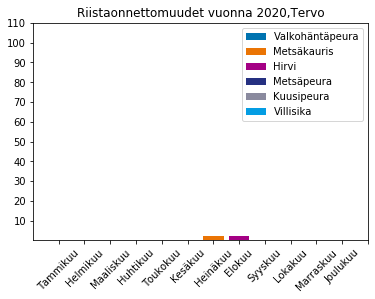 Riistaonnettomuudet vuonna 2020,Tervo
110
100
90
80
70
60
50
40
30
20
10
Valkohäntäpeura
Metsäkauris
Hirvi
Metsäpeura
Kuusipeura
Villisika
Tammikuu
Helmikuu
Maaliskuu
Huhtikuu
Toukokuu
Kesäkuu
Heinäkuu
Elokuu
Syyskuu
Lokakuu
Marraskuu
Joulukuu